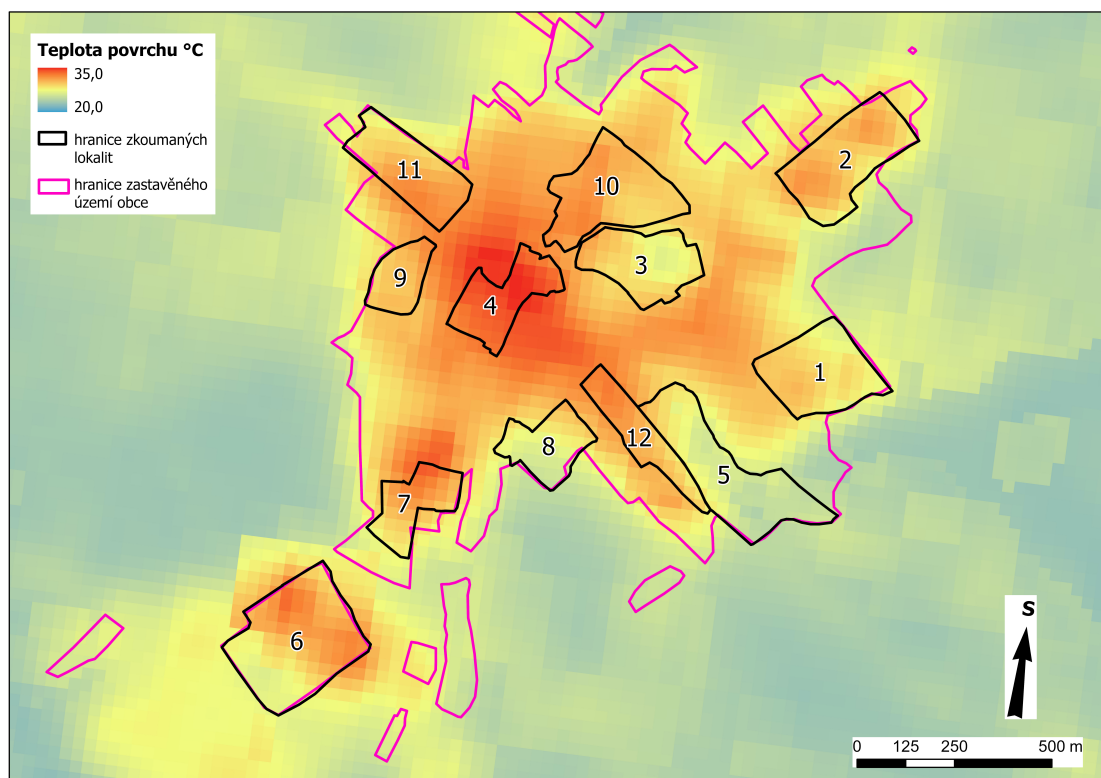 Teplota povrchu °C
35,0
20,0
hranice zkoumaných
lokalit
hranice zastavěného
území obce
11
10
2
3
9
4
1
12
8
5
7
6
S
0 125 250 500 m